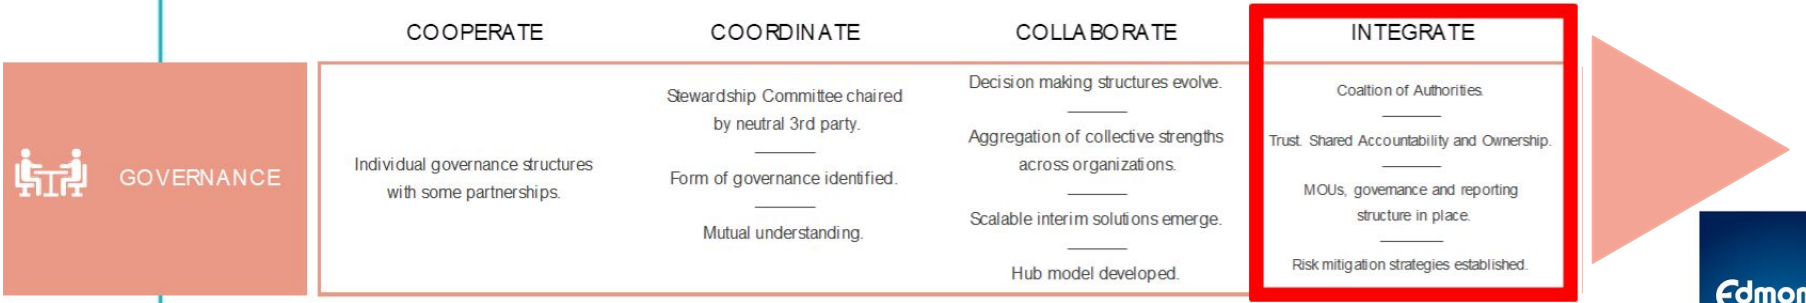 COOPERATE
COORDINATE
COLLABORATE
INTEGRATE
GOVERNANCE
Individual governance structures
with some partnerships.
Stewardship Committee chaired
by neutral 3rd party.
Form of governance identified.
Mutual understanding.
Decision making structures evolve.
Aggregation of collective strengths
across organizations.
Scalable interim solutions emerge.
Hub model developed.
Coaltion of Authorities.
Trust. Shared Accountability and Ownership.
MOUs, governance and reporting
structure in place.
Risk mitigation strategies established.